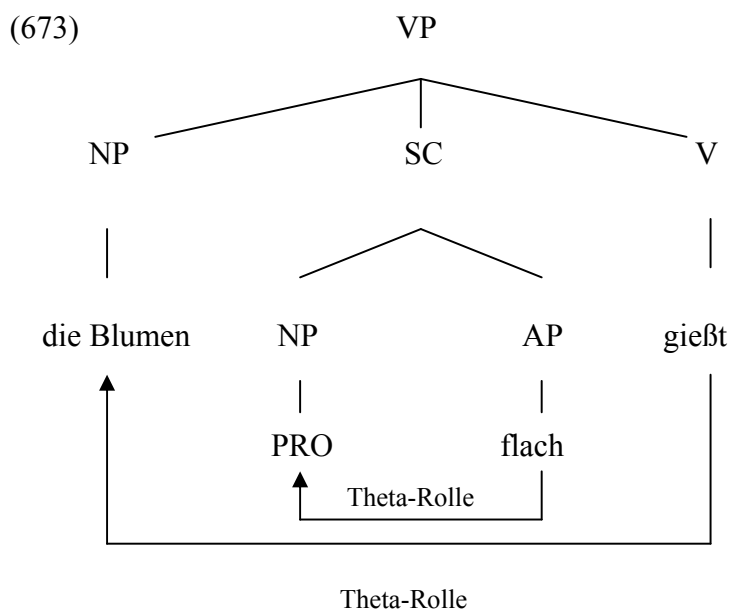 (673) VP
NP SC V
die Blumen NP AP gießt
PRO flach
Theta-Rolle
Theta-Rolle